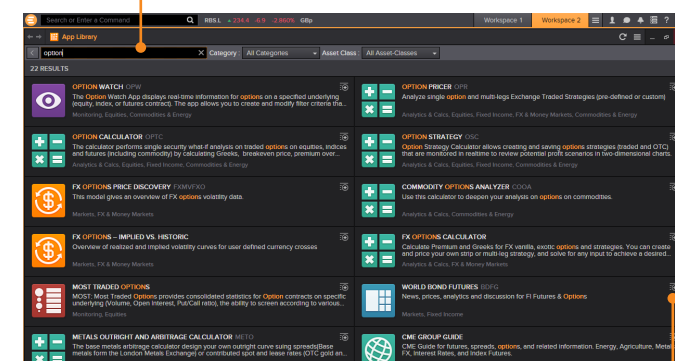 Search or Enter a Command
RBS.L 234.4 -6.9 -2.860% GBp
Workspace 1 Workspace 2 ?
App Library
option Category All Categories Asset Class: All Asset-Classes
22 RESULTS
OPTION WATCH OPW
The Option Watch App displays real-time information for options on a specified underlying
(equity, index, or futures contract). The app allows you to create and modify filter criteria tha...
Monitoring, Equities, Commodities & Energy
OPTION PRICER OPR
Analyze single option and multi-legs Exchange Traded Strategies (pre-defined or custom)
Analytics & Calcs, Equities, Fixed Income, FX & Money Markets, Commodities & Energy
OPTION CALCULATOR OPTC
The calculator performs single security what-if analysis on traded options on equities, indices
and futures (including commodity) by calculating Greeks, breakeven price, premium over...
Analytics & Calcs, Equities, Fixed Income, Commodities & Energy
OPTION STRATEGY OSC
Option Strategy Calculator allows creating and saving options strategies (traded and OTC)
that are monitored in realtime to review potential profit scenarios in two-dimensional charts.
Analytics & Calcs, Equities, Fixed Income, Commodities & Energy
FX OPTIONS PRICE DISCOVERY FXMVFXO
This model gives an overview of FX options volatility data.
Markets, FX & Money Markets
COMMODITY OPTIONS ANALYZER COOA
Use this calculator to deepen your analysis on options on commodities.
Analytics & Calcs, Commodities & Energy
FX OPTIONS – IMPLIED VS. HISTORIC
Overview of realized and implied volatility curves for user defined currency crosses
Markets, FX & Money Markets
FX OPTIONS CALCULATOR
Calculate Premium and Greeks for FX vanilla, exotic options and strategies. You can create
and price your own strip or multi-leg strategy, and solve for any input to achieve a desired...
Analytics & Calcs, FX & Money Markets
MOST TRADED OPTIONS
MOST: Most Traded Options provides consolidated statistics for Option contracts on specific
underlying (Volume, Open Interest, Put/Call ratio), the ability to screen according to various...
Monitoring, Equities
WORLD BOND FUTURES BDFG
News, prices, analytics and discussion for FI Futures & Options
Markets, Fixed Income
METALS OUTRIGHT AND ARBITRAGE CALCULATOR METO
The base metals arbitrage calculator design your own outright curve suing spreads(Base
metals form the London Metals Exchange) or contributed spot and lease rates (OTC gold an...
CME GROUP GUIDE
CME Guide for futures, spreads, options, and related information. Energy, Agriculture, Metal
FX, Interest Rates, and Index Futures.